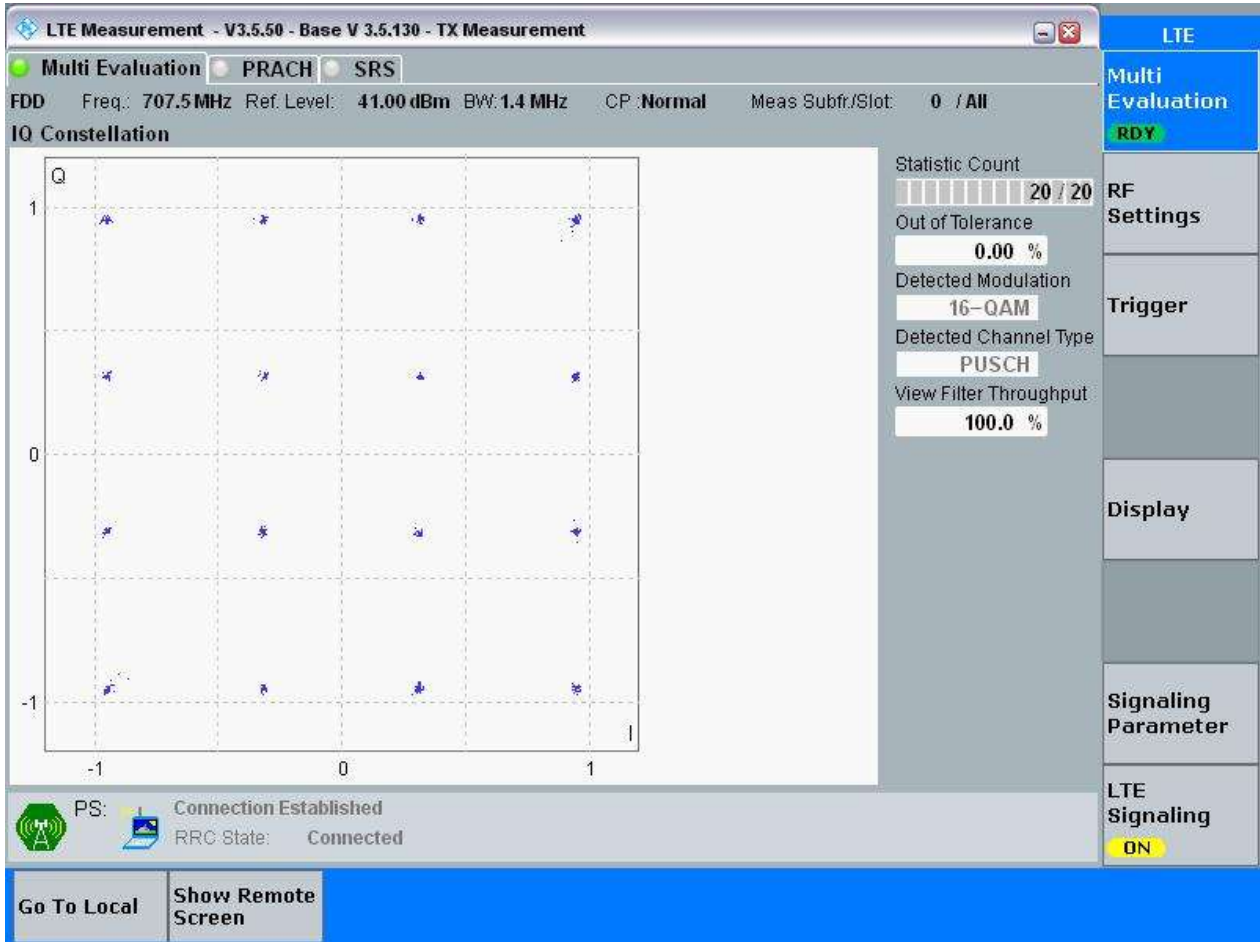 LTE Measurement - V3.5.50 - Base V 3.5.130 - TX Measurement
LTE
Multi Evaluation PRACH SRS
Multi Evaluation
RDY
FDD Freq.: 707.5 MHz Ref. Level: 41.00 dBm BW: 1.4 MHz CP :Normal Meas Subfr./Slot: 0 / All
IQ Constellation
Q
1
0
-1
I
-1 0 1
Statistic Count
20 / 20
Out of Tolerance
0.00 %
Detected Modulation
16-QAM
Detected Channel Type
PUSCH
View Filter Throughput
100.0 %
RF Settings
Trigger
Display
Signaling Parameter
LTE Signaling
ON
PS: Connection Established
RRC State: Connected
Go To Local
Show Remote Screen